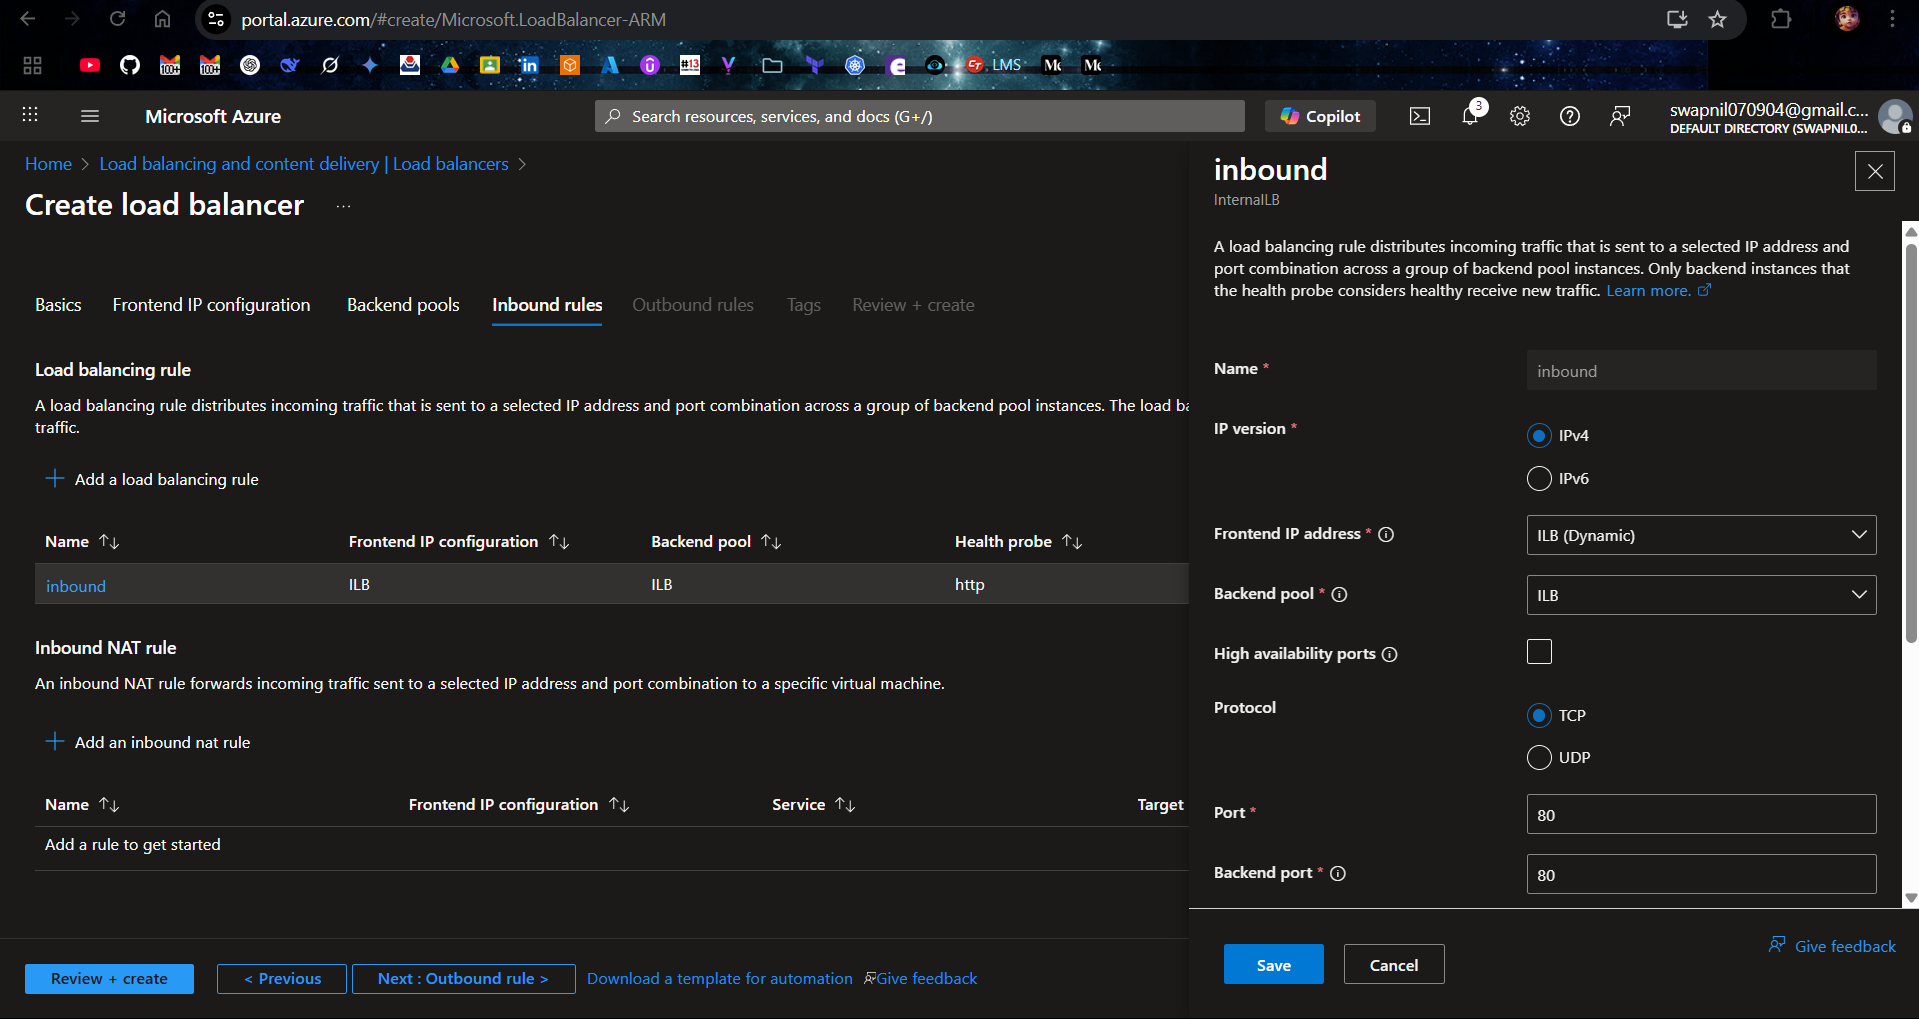 portal.azure.com/#create/Microsoft.LoadBalancer-ARM
100+
100+
#13
CT LMS
Microsoft Azure
Search resources, services, and docs (G+/)
Copilot
3
swapnil070904@gmail.c...
DEFAULT DIRECTORY (SWAPNIL0...
Home > Load balancing and content delivery | Load balancers >
Create load balancer ...
Basics Frontend IP configuration Backend pools Inbound rules Outbound rules Tags Review + create
Load balancing rule
A load balancing rule distributes incoming traffic that is sent to a selected IP address and port combination across a group of backend pool instances. The load ba
traffic.
+ Add a load balancing rule
Name Frontend IP configuration Backend pool Health probe
inbound ILB ILB http
Inbound NAT rule
An inbound NAT rule forwards incoming traffic sent to a selected IP address and port combination to a specific virtual machine.
+ Add an inbound nat rule
Name Frontend IP configuration Service Target
Add a rule to get started
Review + create < Previous Next : Outbound rule > Download a template for automation Give feedback
inbound
InternalLB
A load balancing rule distributes incoming traffic that is sent to a selected IP address and
port combination across a group of backend pool instances. Only backend instances that
the health probe considers healthy receive new traffic. Learn more.
Name * inbound
IP version * IPv4
IPv6
Frontend IP address * ILB (Dynamic)
Backend pool * ILB
High availability ports
Protocol TCP
UDP
Port * 80
Backend port * 80
Save Cancel
Give feedback